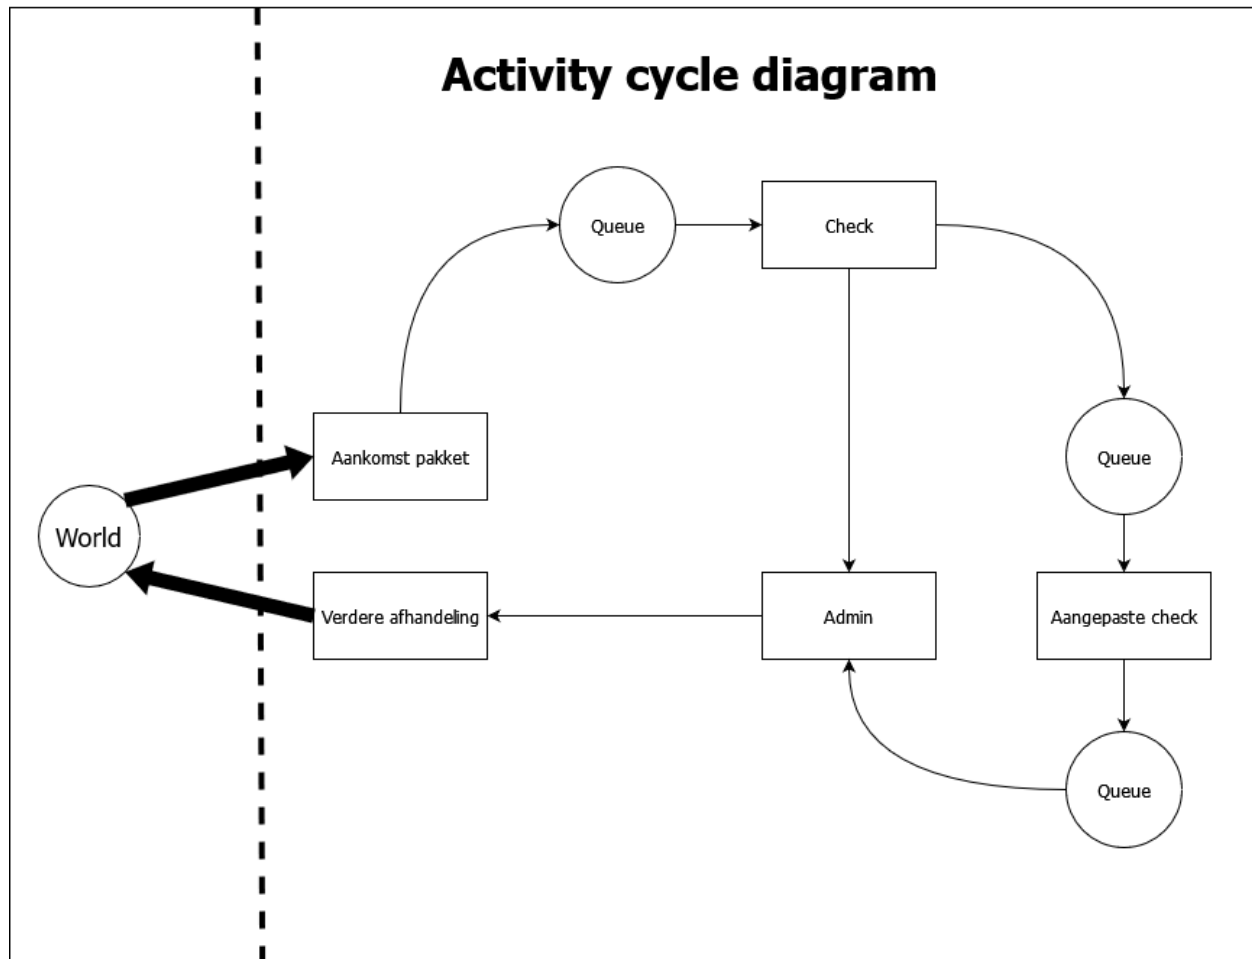 Activity cycle diagram
Queue
Check
Aankomst pakket
Queue
World
Verdere afhandeling
Admin
Aangepaste check
Queue